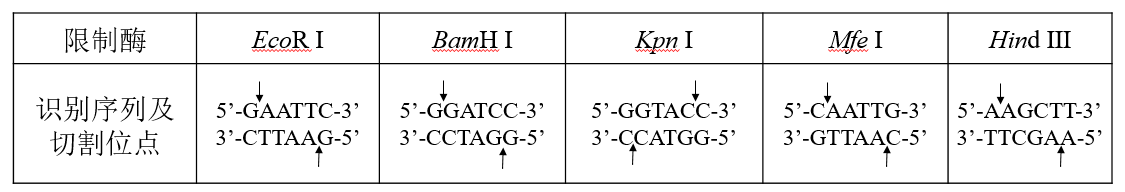 限制酶 EcoR I BamH I Kpn I Mfe I Hind III
识别序列及切割位点
5’-GAATTC-3’ 5’-GGATCC-3’ 5’-GGTACC-3’ 5’-CAATTG-3’ 5’-AAGCTT-3’
3’-CTTAAG-5’ 3’-CCTAGG-5’ 3’-CCATGG-5’ 3’-GTTAAC-5’ 3’-TTCGAA-5’